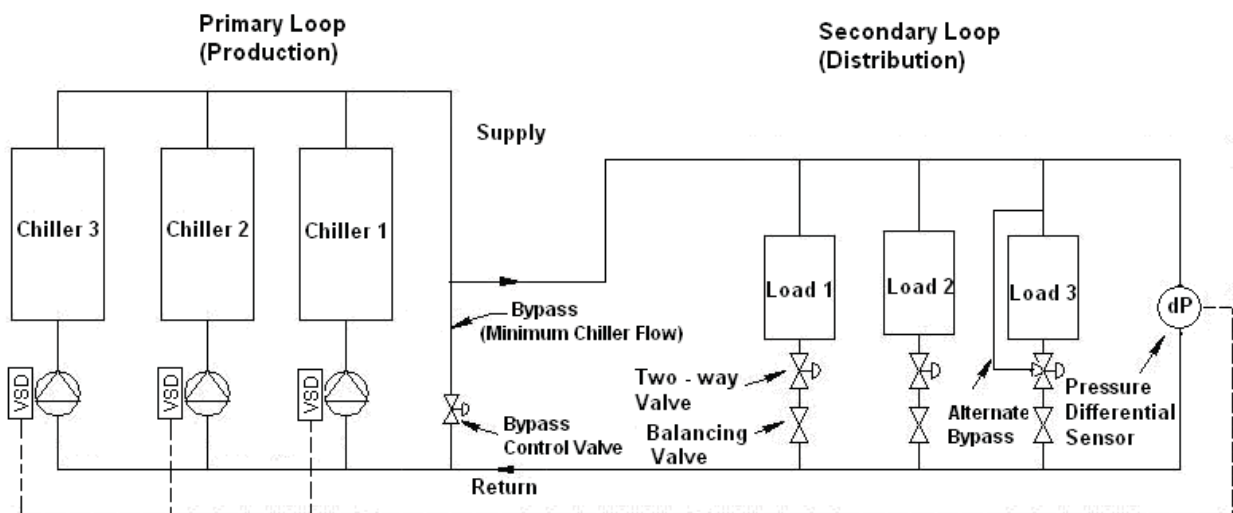 Primary Loop
(Production)
Secondary Loop
(Distribution)
Supply
Chiller 3
Chiller 2
Chiller 1
Load 1
Load 2
Load 3
dP
Bypass
(Minimum Chiller Flow)
VSD
VSD
VSD
Two - way
Valve
Balancing
Valve
Alternate
Bypass
Pressure
Differential
Sensor
Bypass
Control Valve
Return